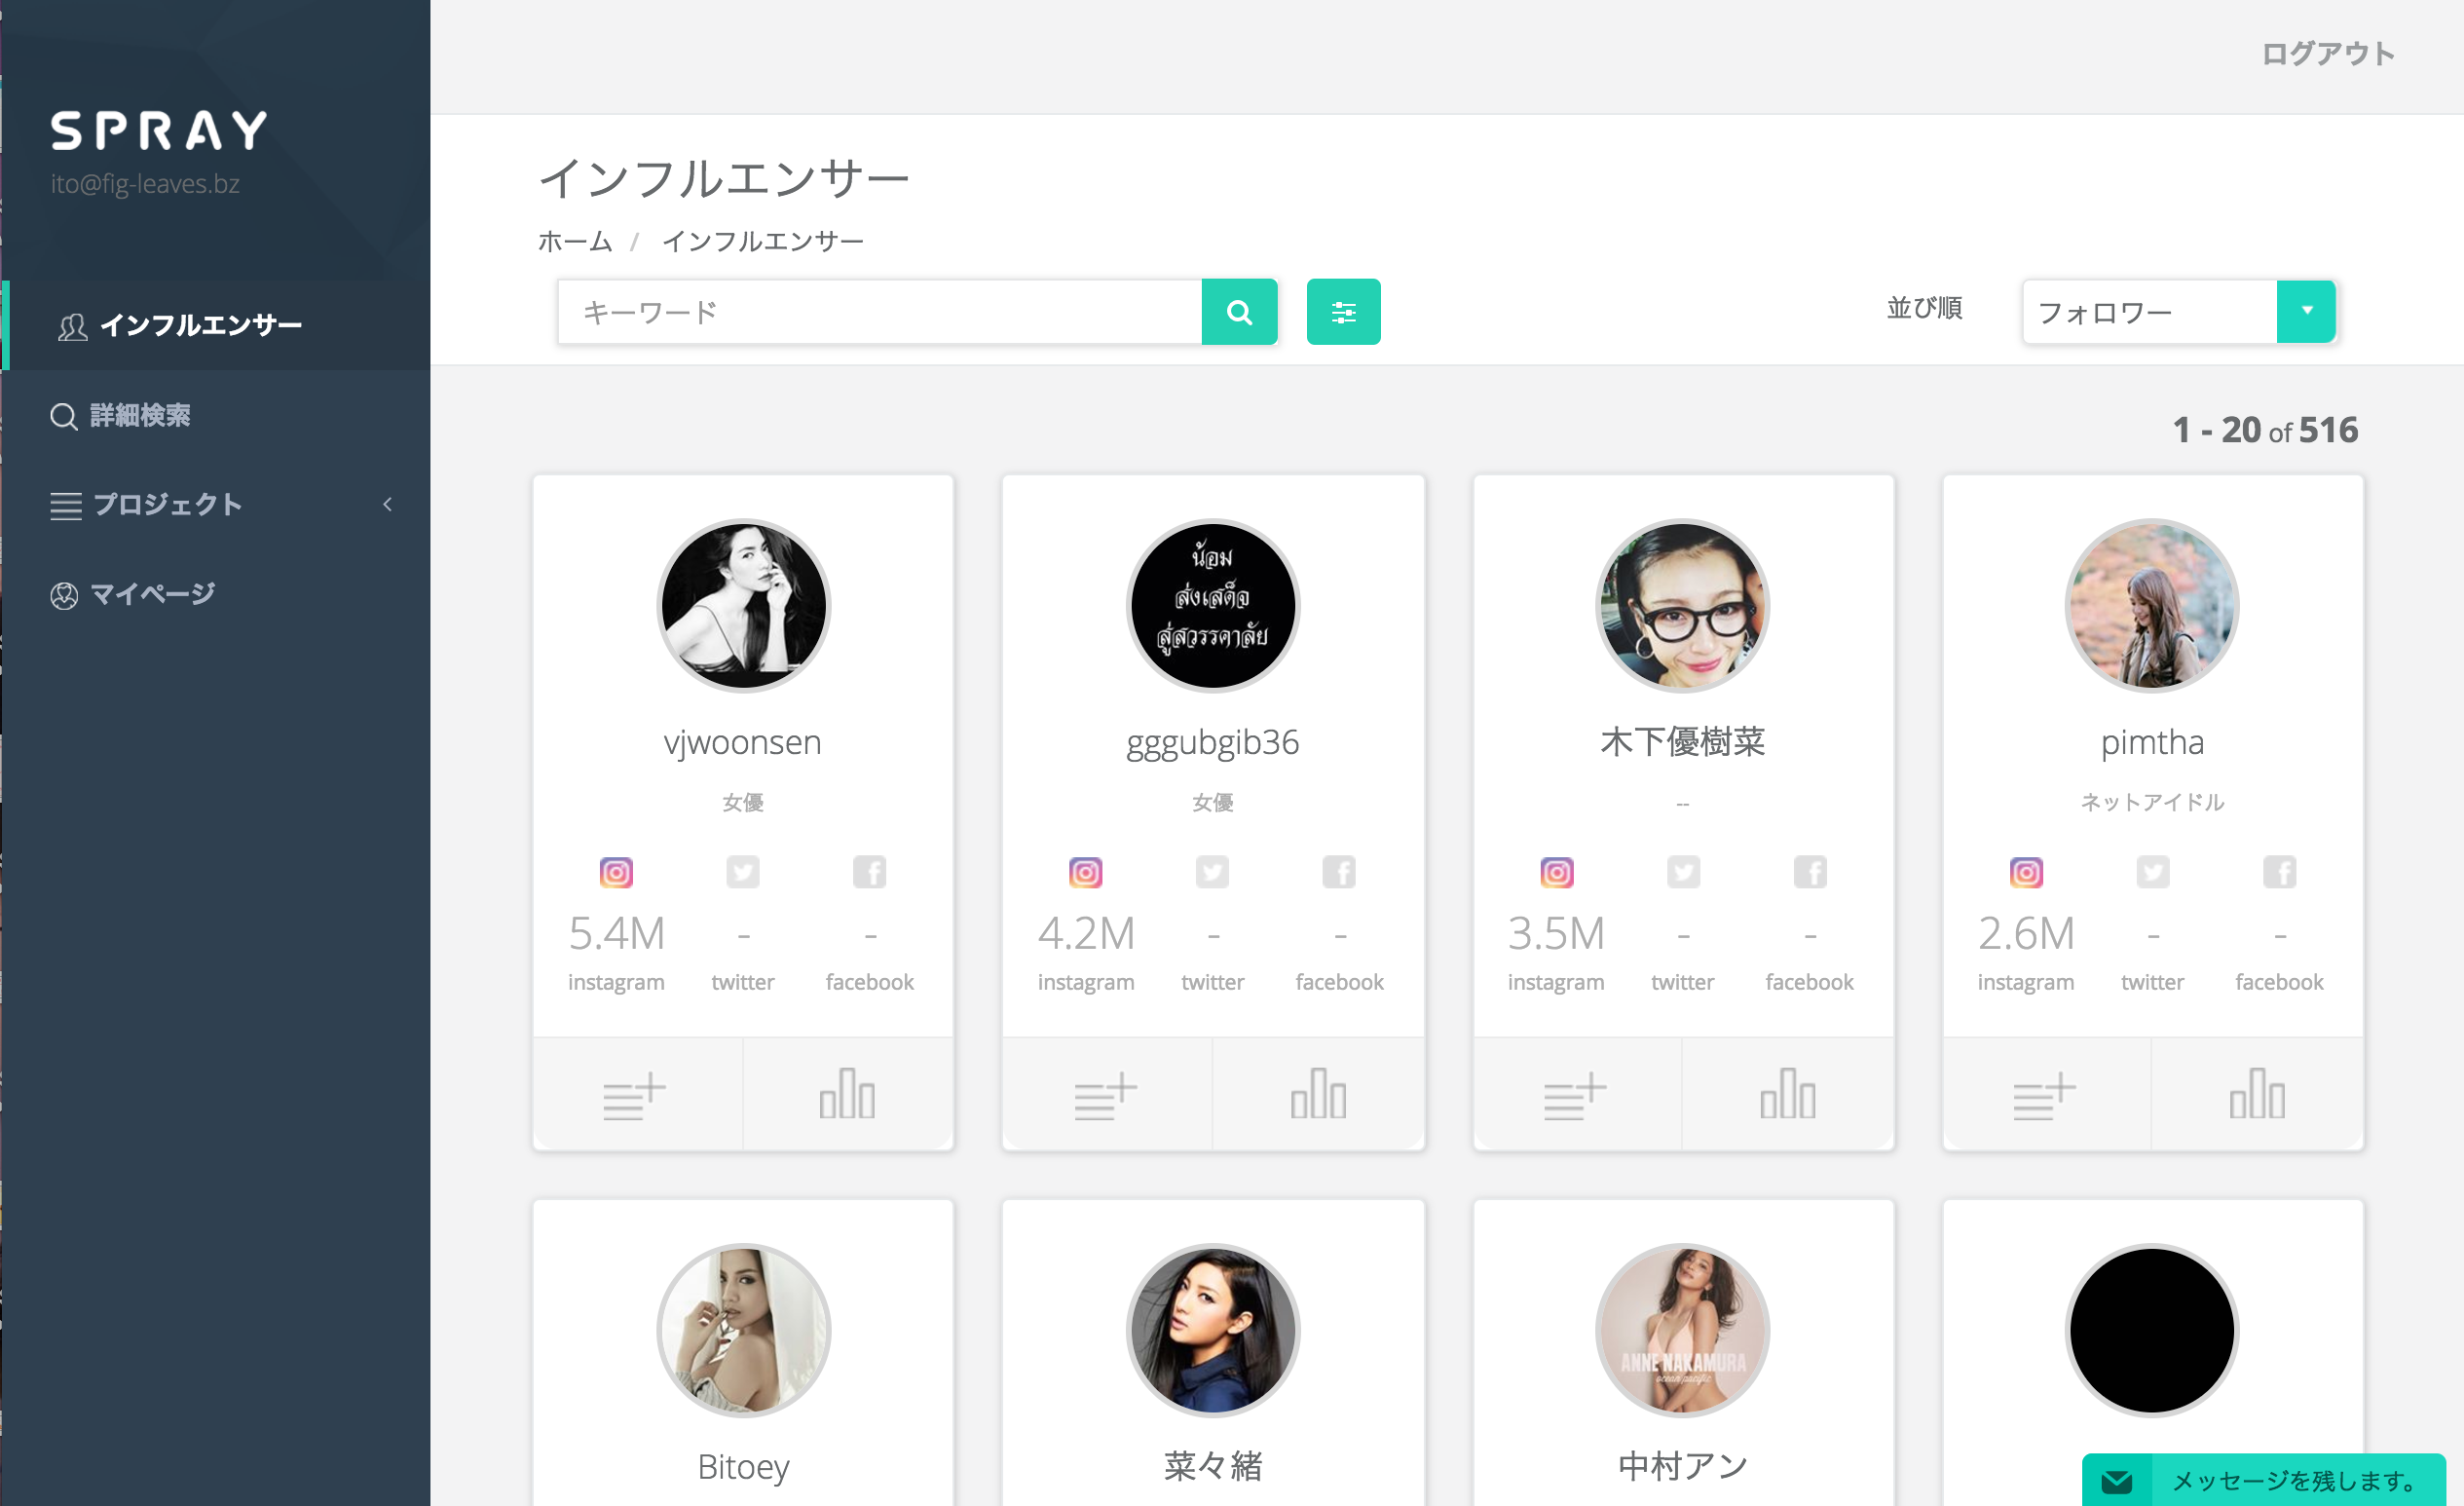 ログアウト
SPRAY
ito@fig-leaves.bz
インフルエンサー
詳細検索
プロジェクト
マイページ
インフルエンサー
ホーム / インフルエンサー
キーワード
並び順
フォロワー
1 - 20 of 516
น้อม
ส่งเสด็จ
สู่สวรรคาลัย
vjwoonsen
女優
5.4M - -
instagram twitter facebook
gggubgib36
女優
4.2M - -
instagram twitter facebook
木下優樹菜
--
3.5M - -
instagram twitter facebook
pimtha
ネットアイドル
2.6M - -
instagram twitter facebook
Bitoey
菜々緒
ANNE NAKAMURA
ocean pacific
中村アン
メッセージを残します。